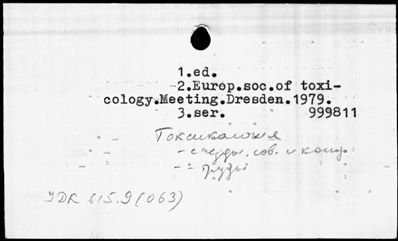 1.ed.
2.Europ.soc.of toxi-
cology.Meeting.Dresden.1979.
3.ser. 999811
Токсикология
- съезды, сов. и конф.
- - труды
УДК 615.9(063)